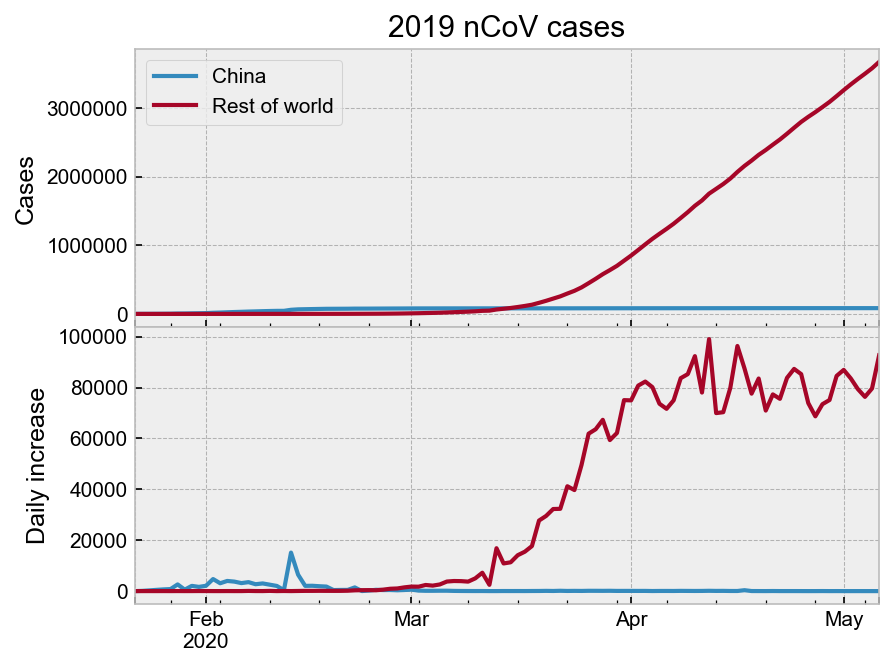 2019 nCoV cases
China
Rest of world
Cases
3000000
2000000
1000000
0
Daily increase
100000
80000
60000
40000
20000
0
Feb
2020
Mar
Apr
May